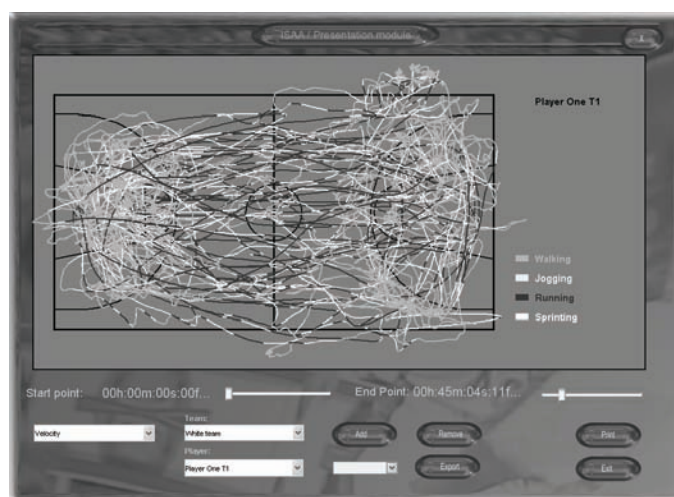 ISAA / Presentation module
X
Player One T1
Walking
Jogging
Running
Sprinting
Start point: 00h:00m:00s:00f...
End Point: 00h:45m:04s:11f...
Team:
Velocity
White team
Add
Remove
Print
Player:
Player One T1
Export
Exit